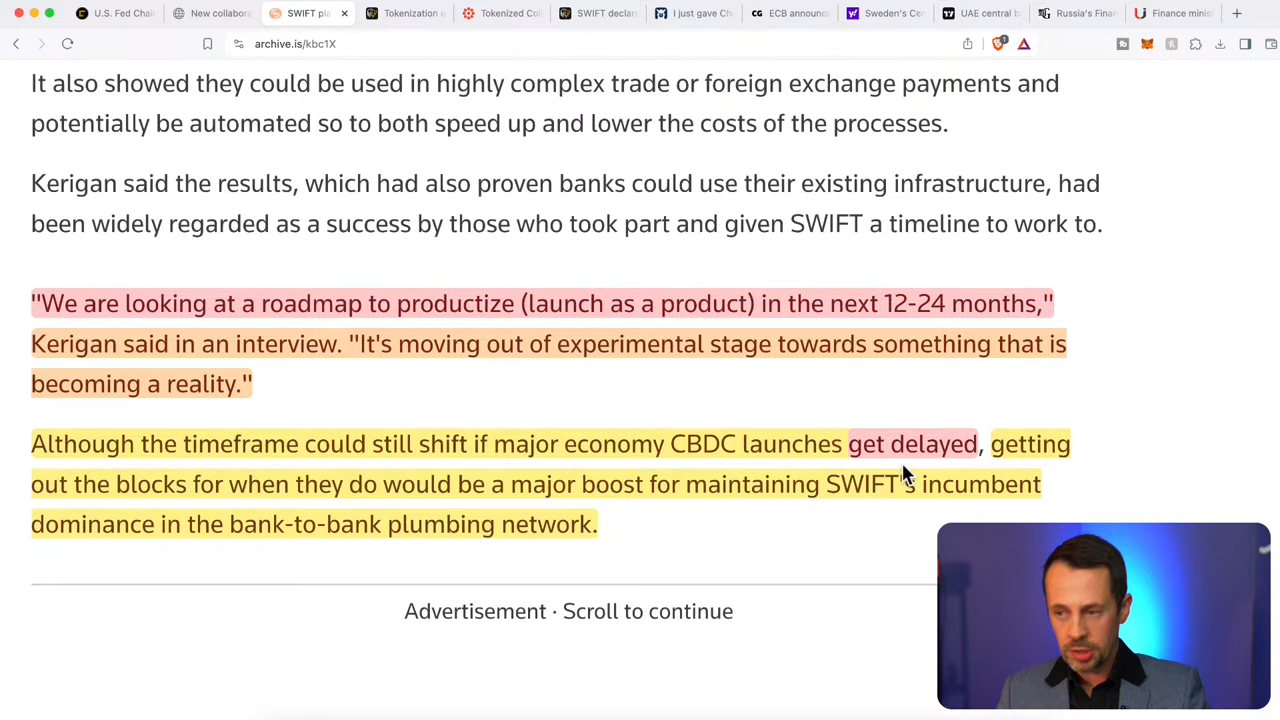 U.S. Fed Chair
New collabora
SWIFT pla
Tokenization o
Tokenized Col
SWIFT declar
I just gave Ch
ECB announc
Sweden's Cen
UAE central b
Russia's Finan
Finance minis
archive.is/kbc1X
It also showed they could be used in highly complex trade or foreign exchange payments and
potentially be automated so to both speed up and lower the costs of the processes.
Kerigan said the results, which had also proven banks could use their existing infrastructure, had
been widely regarded as a success by those who took part and given SWIFT a timeline to work to.
"We are looking at a roadmap to productize (launch as a product) in the next 12-24 months,"
Kerigan said in an interview. "It's moving out of experimental stage towards something that is
becoming a reality."
Although the timeframe could still shift if major economy CBDC launches get delayed, getting
out the blocks for when they do would be a major boost for maintaining SWIFT's incumbent
dominance in the bank-to-bank plumbing network.
Advertisement · Scroll to continue